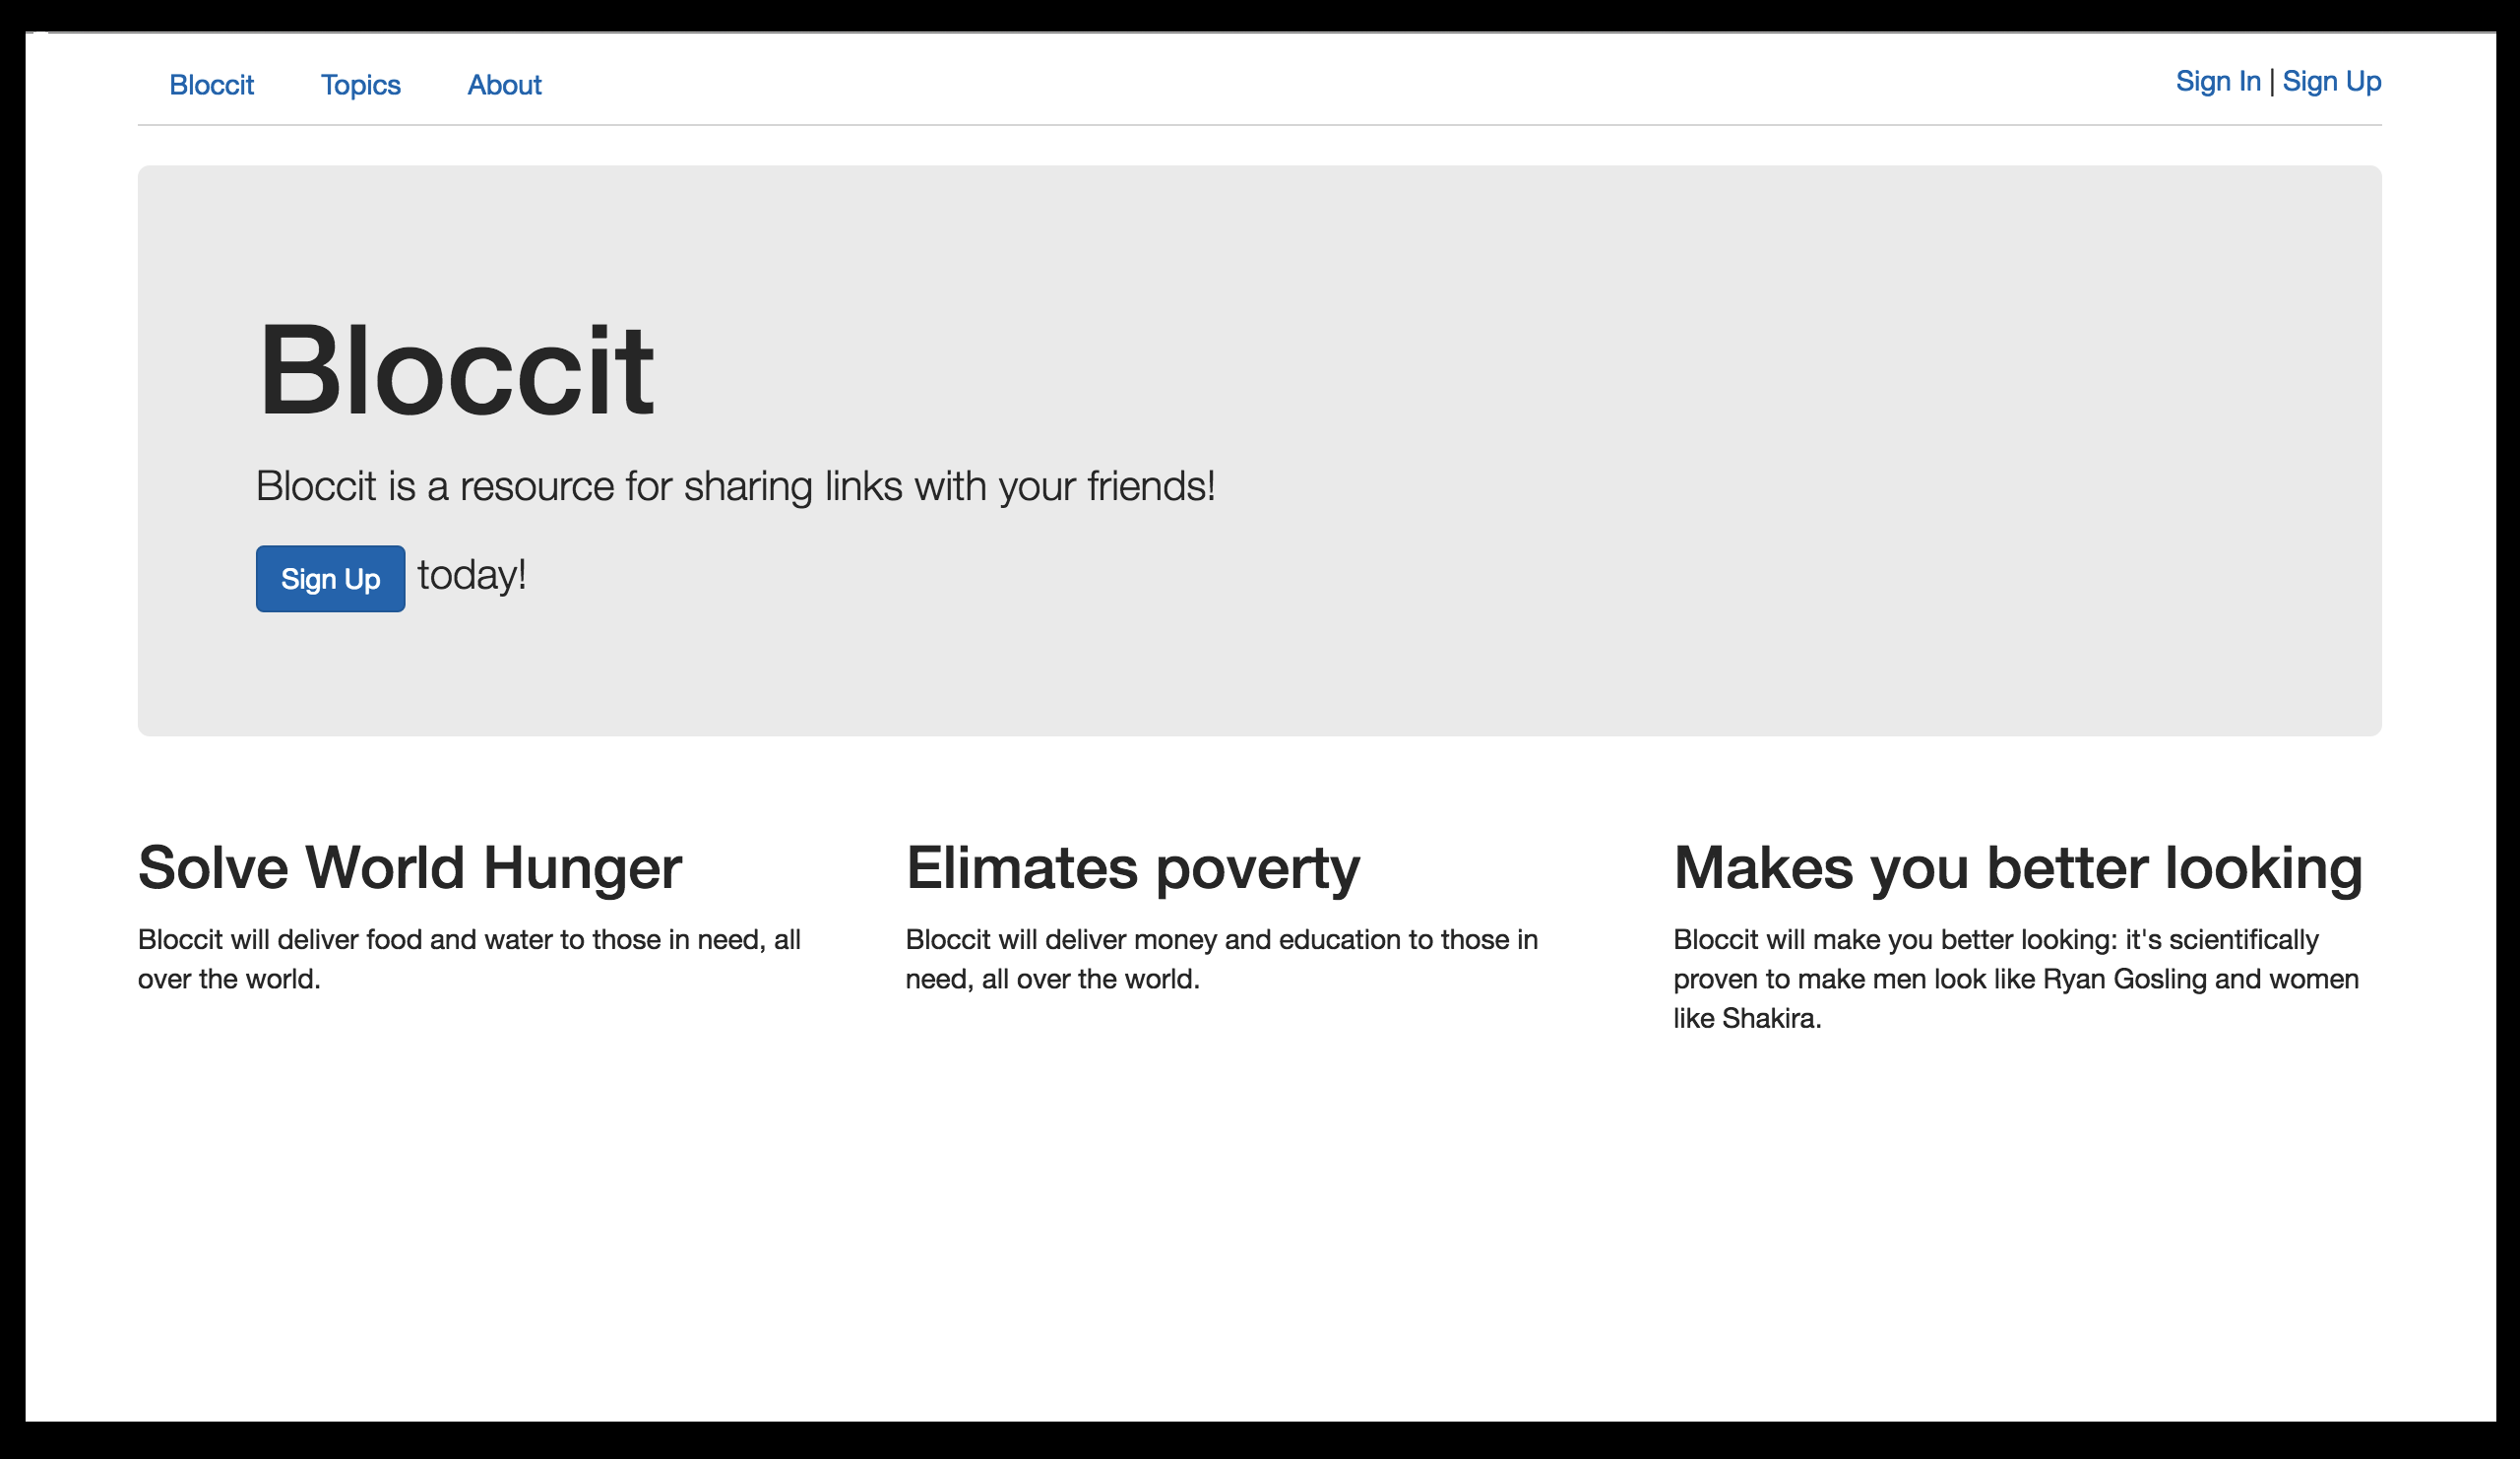 Bloccit Topics About Sign In | Sign Up
Bloccit
Bloccit is a resource for sharing links with your friends!
Sign Up today!
Solve World Hunger
Bloccit will deliver food and water to those in need, all
over the world.
Elimates poverty
Bloccit will deliver money and education to those in
need, all over the world.
Makes you better looking
Bloccit will make you better looking: it's scientifically
proven to make men look like Ryan Gosling and women
like Shakira.